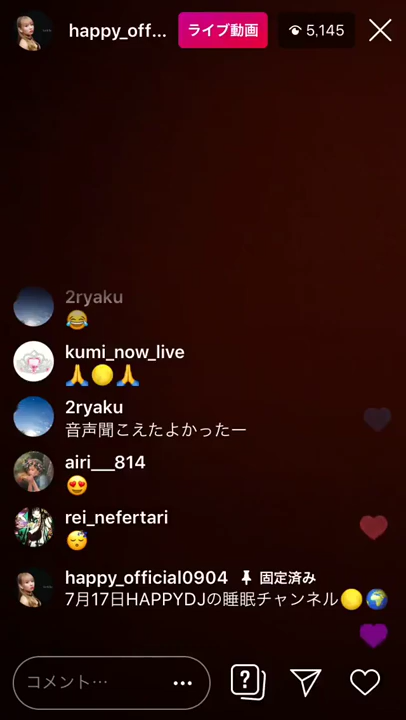 happy_off...
ライブ動画
5,145
2ryaku
😂
kumi_now_live
🙏🌕🙏
2ryaku
音声聞こえたよかったー
airi___814
😍
rei_nefertari
😴
happy_official0904 📌 固定済み
7月17日HAPPYDJの睡眠チャンネル🌕🌍
コメント…